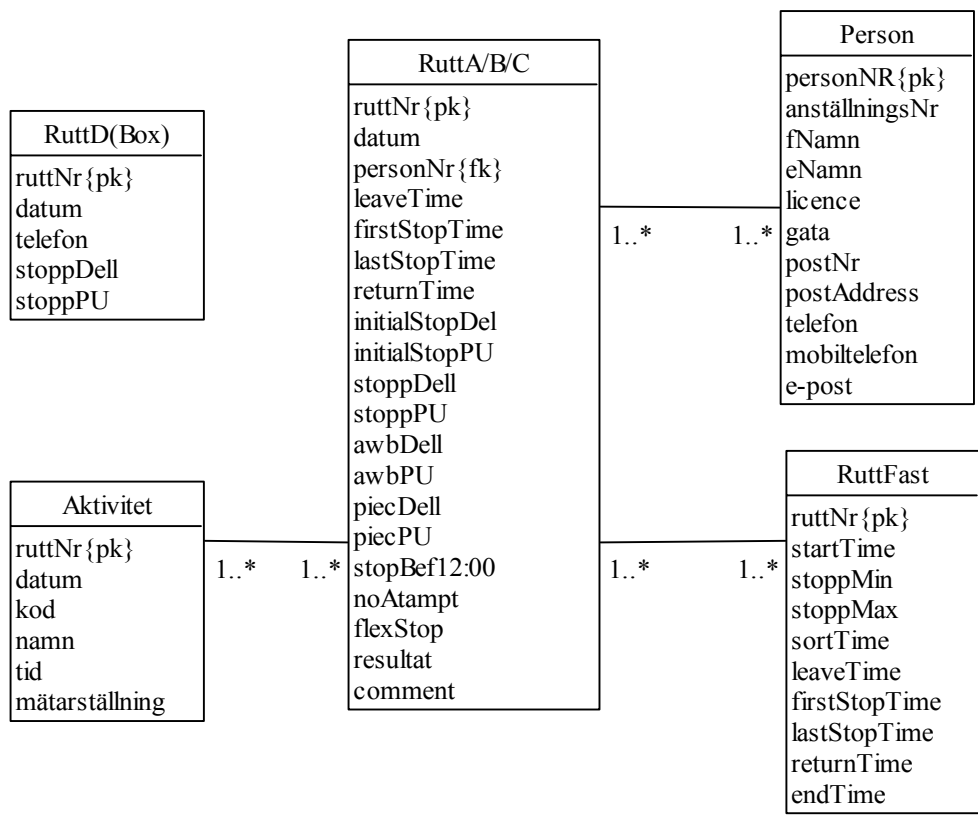 RuttD(Box)
ruttNr{pk}
datum
telefon
stoppDell
stoppPU
Aktivitet
ruttNr{pk}
datum
kod
namn
tid
mätarställning
1..*
1..*
RuttA/B/C
ruttNr{pk}
datum
personNr{fk}
leaveTime
firstStopTime
lastStopTime
returnTime
initialStopDel
initialStopPU
stoppDell
stoppPU
awbDell
awbPU
piecDell
piecPU
stopBef12:00
noAtampt
flexStop
resultat
comment
1..*
1..*
Person
personNR{pk}
anställningsNr
fNamn
eNamn
licence
gata
postNr
postAddress
telefon
mobiltelefon
e-post
1..*
1..*
RuttFast
ruttNr{pk}
startTime
stoppMin
stoppMax
sortTime
leaveTime
firstStopTime
lastStopTime
returnTime
endTime